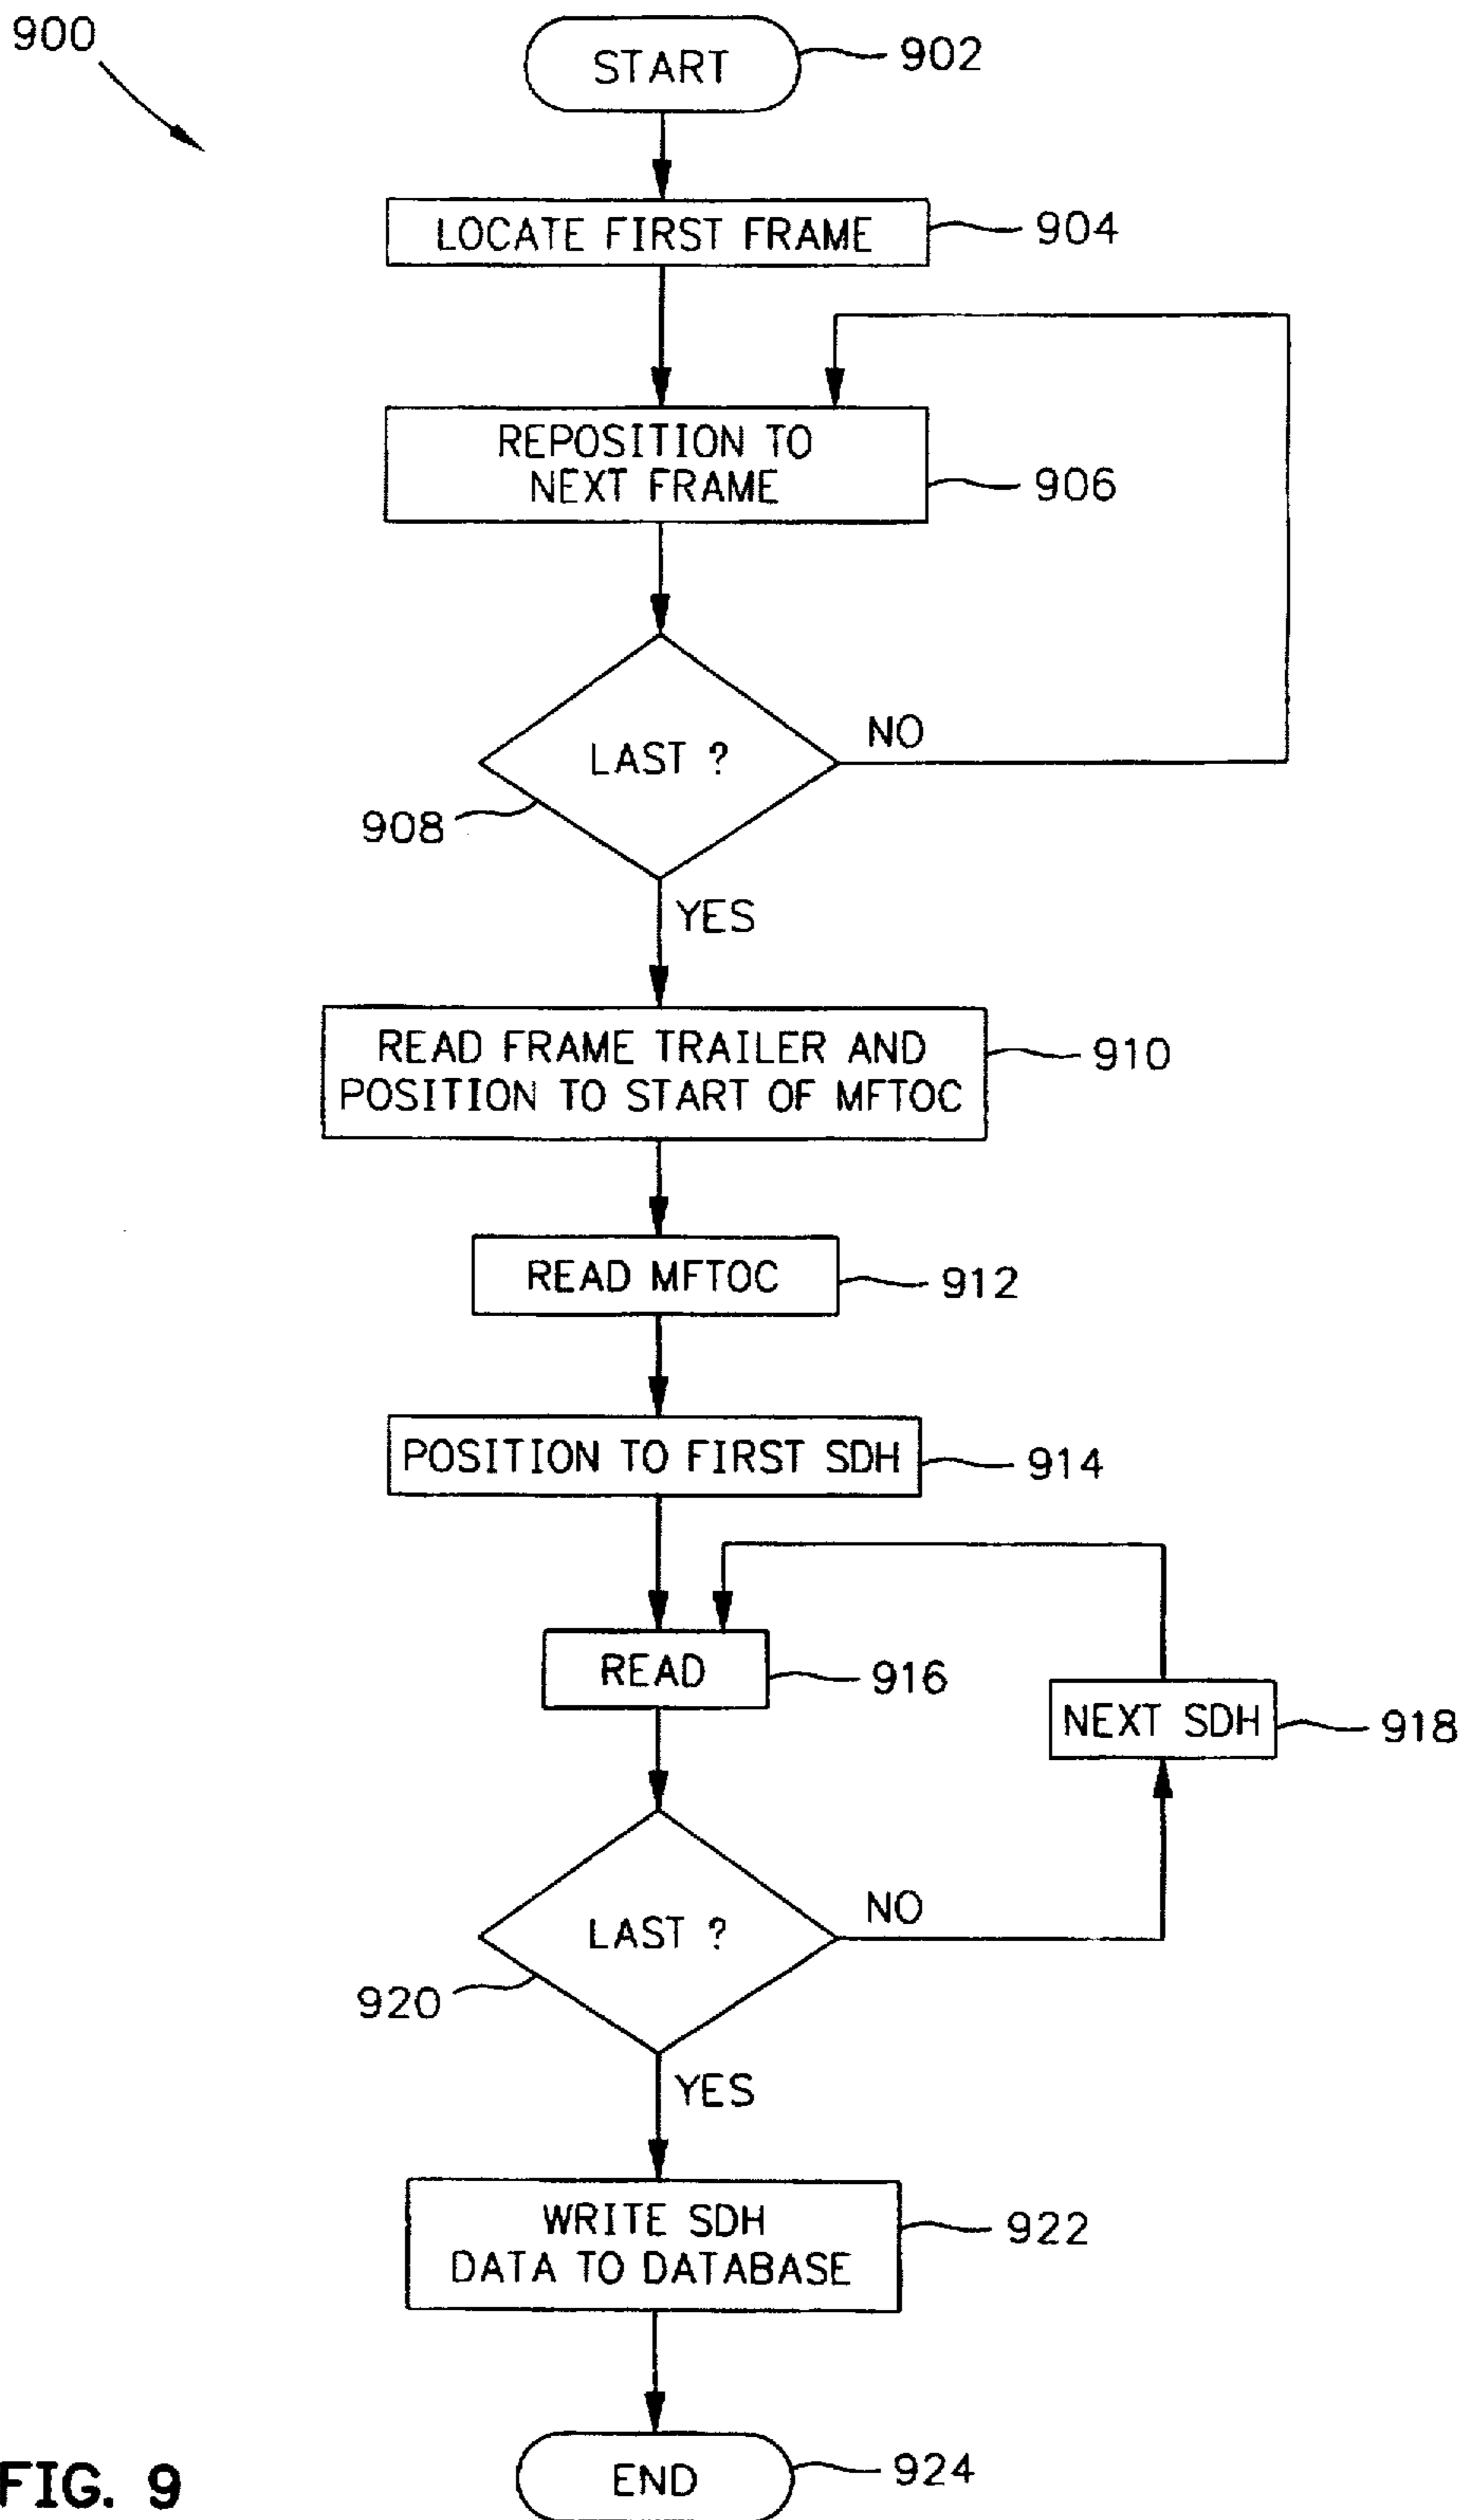 900
START
902
LOCATE FIRST FRAME
904
REPOSITION TO
NEXT FRAME
906
LAST ?
NO
908
YES
READ FRAME TRAILER AND
POSITION TO START OF MFTOC
910
READ MFTOC
912
POSITION TO FIRST SDH
914
READ
916
NEXT SDH
918
LAST ?
NO
920
YES
WRITE SDH
DATA TO DATABASE
922
END
924
FIG. 9